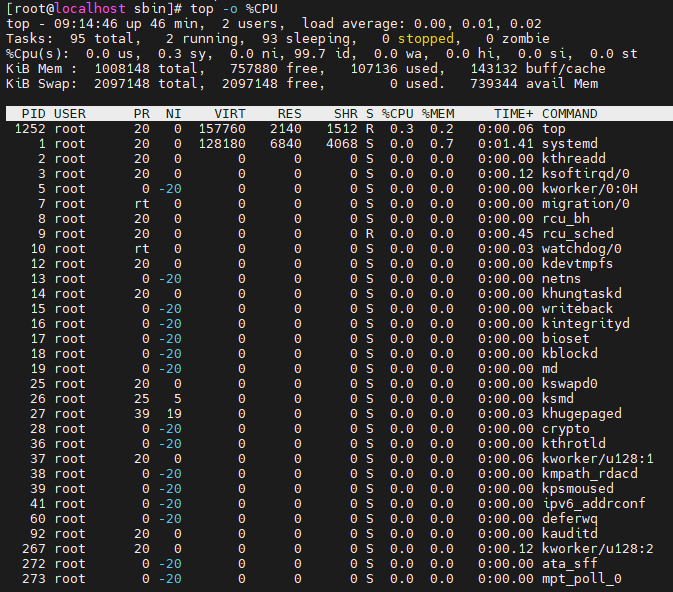 [root@localhost sbin]# top -o %CPU
top - 09:14:46 up 46 min,  2 users,  load average: 0.00, 0.01, 0.02
Tasks:  95 total,   2 running,  93 sleeping,   0 stopped,   0 zombie
%Cpu(s):  0.0 us,  0.3 sy,  0.0 ni, 99.7 id,  0.0 wa,  0.0 hi,  0.0 si,  0.0 st
KiB Mem :  1008148 total,   757880 free,   107136 used,   143132 buff/cache
KiB Swap:  2097148 total,  2097148 free,        0 used.   739344 avail Mem
PID USER      PR  NI    VIRT    RES    SHR S %CPU %MEM     TIME+ COMMAND
1252 root      20   0  157760   2140   1512 R  0.3  0.2   0:00.06 top
1 root      20   0  128180   6840   4068 S  0.0  0.7   0:01.41 systemd
2 root      20   0       0      0      0 S  0.0  0.0   0:00.00 kthreadd
3 root      20   0       0      0      0 S  0.0  0.0   0:00.12 ksoftirqd/0
5 root       0 -20       0      0      0 S  0.0  0.0   0:00.00 kworker/0:0H
7 root      rt   0       0      0      0 S  0.0  0.0   0:00.00 migration/0
8 root      20   0       0      0      0 S  0.0  0.0   0:00.00 rcu_bh
9 root      20   0       0      0      0 R  0.0  0.0   0:00.45 rcu_sched
10 root      rt   0       0      0      0 S  0.0  0.0   0:00.03 watchdog/0
12 root      20   0       0      0      0 S  0.0  0.0   0:00.00 kdevtmpfs
13 root       0 -20       0      0      0 S  0.0  0.0   0:00.00 netns
14 root      20   0       0      0      0 S  0.0  0.0   0:00.00 khungtaskd
15 root       0 -20       0      0      0 S  0.0  0.0   0:00.00 writeback
16 root       0 -20       0      0      0 S  0.0  0.0   0:00.00 kintegrityd
17 root       0 -20       0      0      0 S  0.0  0.0   0:00.00 bioset
18 root       0 -20       0      0      0 S  0.0  0.0   0:00.00 kblockd
19 root       0 -20       0      0      0 S  0.0  0.0   0:00.00 md
25 root      20   0       0      0      0 S  0.0  0.0   0:00.00 kswapd0
26 root      25   5       0      0      0 S  0.0  0.0   0:00.00 ksmd
27 root      39  19       0      0      0 S  0.0  0.0   0:00.03 khugepaged
28 root       0 -20       0      0      0 S  0.0  0.0   0:00.00 crypto
36 root       0 -20       0      0      0 S  0.0  0.0   0:00.00 kthrotld
37 root      20   0       0      0      0 S  0.0  0.0   0:00.06 kworker/u128:1
38 root       0 -20       0      0      0 S  0.0  0.0   0:00.00 kmpath_rdacd
39 root       0 -20       0      0      0 S  0.0  0.0   0:00.00 kpsmoused
41 root       0 -20       0      0      0 S  0.0  0.0   0:00.00 ipv6_addrconf
60 root       0 -20       0      0      0 S  0.0  0.0   0:00.00 deferwq
92 root      20   0       0      0      0 S  0.0  0.0   0:00.00 kauditd
267 root      20   0       0      0      0 S  0.0  0.0   0:00.12 kworker/u128:2
272 root       0 -20       0      0      0 S  0.0  0.0   0:00.00 ata_sff
273 root       0 -20       0      0      0 S  0.0  0.0   0:00.00 mpt_poll_0